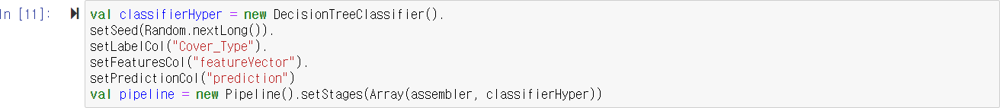 In [11]:
val classifierHyper = new DecisionTreeClassifier().
setSeed(Random.nextLong()).
setLabelCol("Cover_Type").
setFeaturesCol("featureVector").
setPredictionCol("prediction")
val pipeline = new Pipeline().setStages(Array(assembler, classifierHyper))